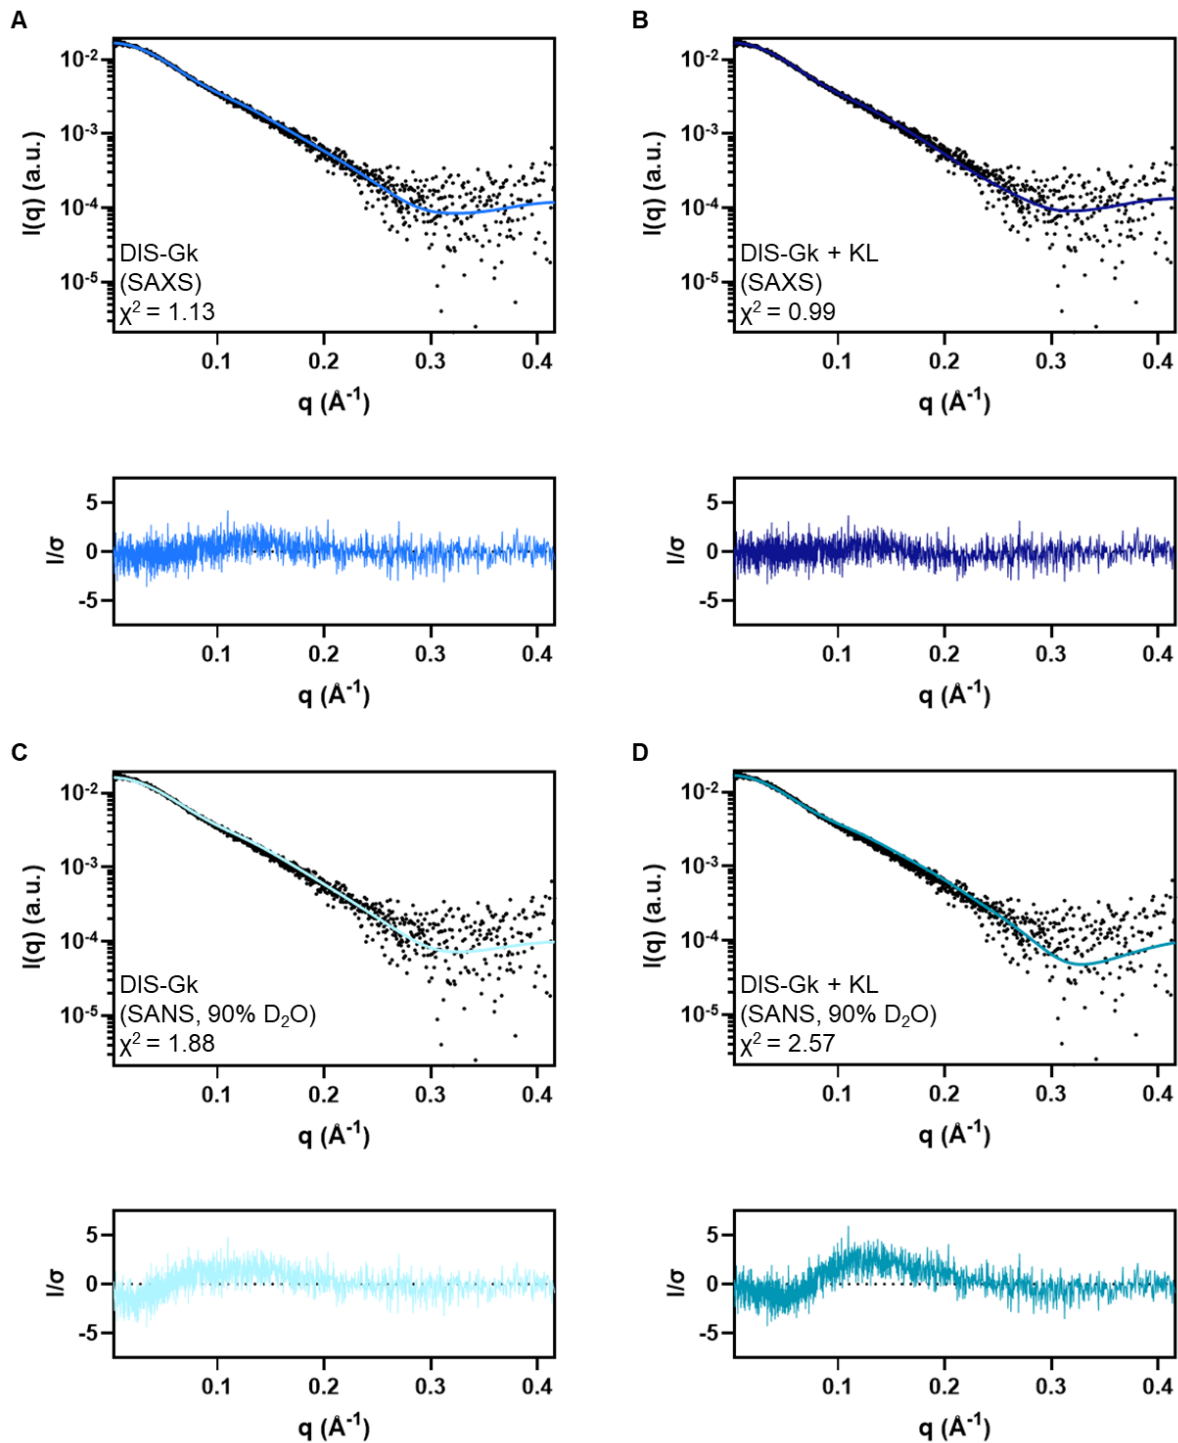 A
I(q) (a.u.)
10⁻²
10⁻³
10⁻⁴
10⁻⁵
DIS-Gk
(SAXS)
χ² = 1.13
0.1 0.2 0.3 0.4
q (Å⁻¹)
I/σ
5
0
-5
0.1 0.2 0.3 0.4
q (Å⁻¹)
B
I(q) (a.u.)
10⁻²
10⁻³
10⁻⁴
10⁻⁵
DIS-Gk + KL
(SAXS)
χ² = 0.99
0.1 0.2 0.3 0.4
q (Å⁻¹)
I/σ
5
0
-5
0.1 0.2 0.3 0.4
q (Å⁻¹)
C
I(q) (a.u.)
10⁻²
10⁻³
10⁻⁴
10⁻⁵
DIS-Gk
(SANS, 90% D₂O)
χ² = 1.88
0.1 0.2 0.3 0.4
q (Å⁻¹)
I/σ
5
0
-5
0.1 0.2 0.3 0.4
q (Å⁻¹)
D
I(q) (a.u.)
10⁻²
10⁻³
10⁻⁴
10⁻⁵
DIS-Gk + KL
(SANS, 90% D₂O)
χ² = 2.57
0.1 0.2 0.3 0.4
q (Å⁻¹)
I/σ
5
0
-5
0.1 0.2 0.3 0.4
q (Å⁻¹)